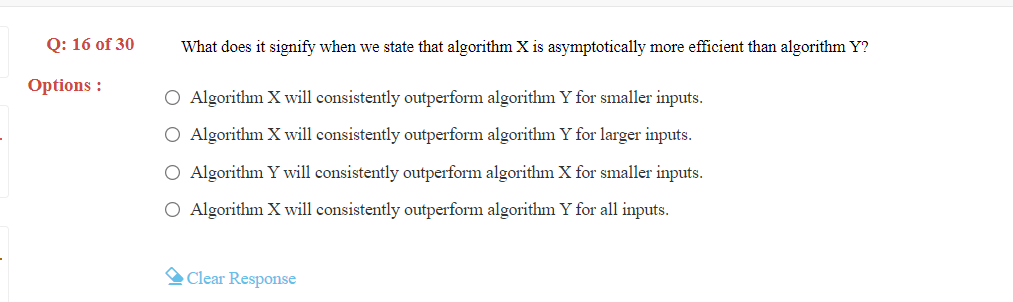 Q: 16 of 30
What does it signify when we state that algorithm X is asymptotically more efficient than algorithm Y?
Options :
Algorithm X will consistently outperform algorithm Y for smaller inputs.
Algorithm X will consistently outperform algorithm Y for larger inputs.
Algorithm Y will consistently outperform algorithm X for smaller inputs.
Algorithm X will consistently outperform algorithm Y for all inputs.
Clear Response